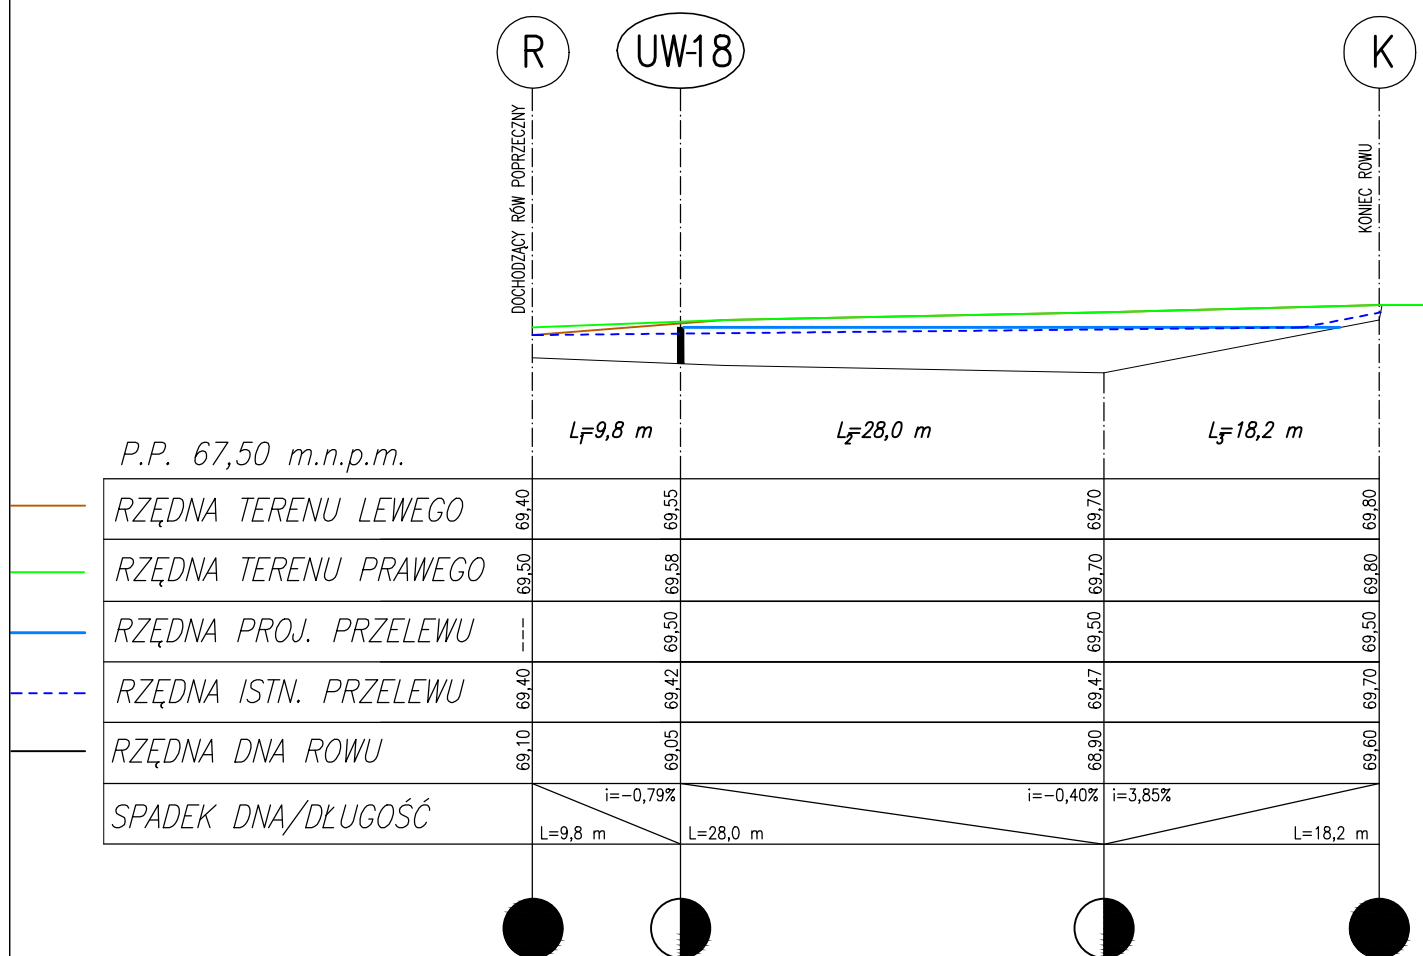 R
UW-18
K
DOCHODZĄCY RÓW POPRZECZNY
KONIEC ROWU
L1=9,8 m
L2=28,0 m
L3=18,2 m
P.P. 67,50 m.n.p.m.
RZĘDNA TERENU LEWEGO 69,40 69,55 69,70 69,80
RZĘDNA TERENU PRAWEGO 69,50 69,58 69,70 69,80
RZĘDNA PROJ. PRZELEWU --- 69,50 69,50 69,50
RZĘDNA ISTN. PRZELEWU 69,40 69,42 69,47 69,70
RZĘDNA DNA ROWU 69,10 69,05 68,90 69,60
SPADEK DNA/DŁUGOŚĆ
i=-0,79% i=-0,40% i=3,85%
L=9,8 m L=28,0 m L=18,2 m